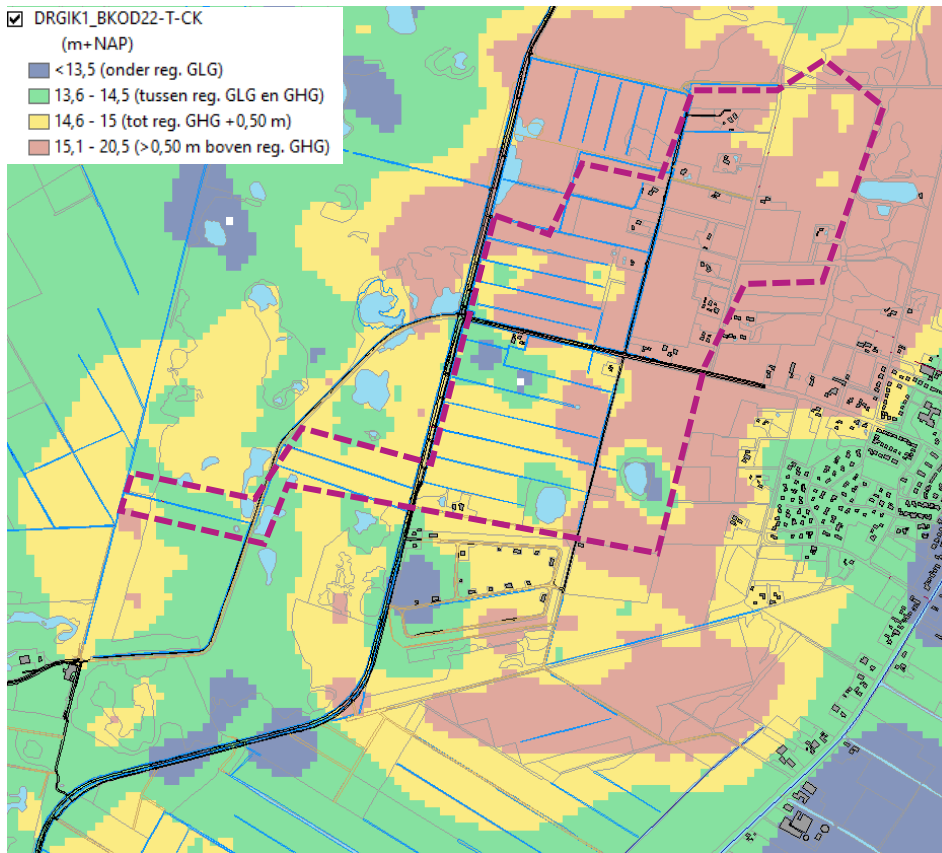 DRGIK1_BKOD22-T-CK
(m+NAP)
<13,5 (onder reg. GLG)
13,6 - 14,5 (tussen reg. GLG en GHG)
14,6 - 15 (tot reg. GHG +0,50 m)
15,1 - 20,5 (>0,50 m boven reg. GHG)